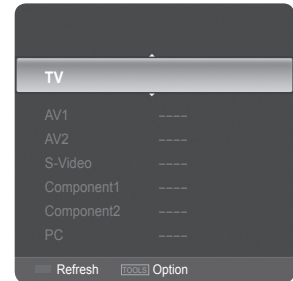 TV
AV1 ----
AV2 ----
S-Video ----
Component1 ----
Component2 ----
PC ----
Refresh TOOLS Option